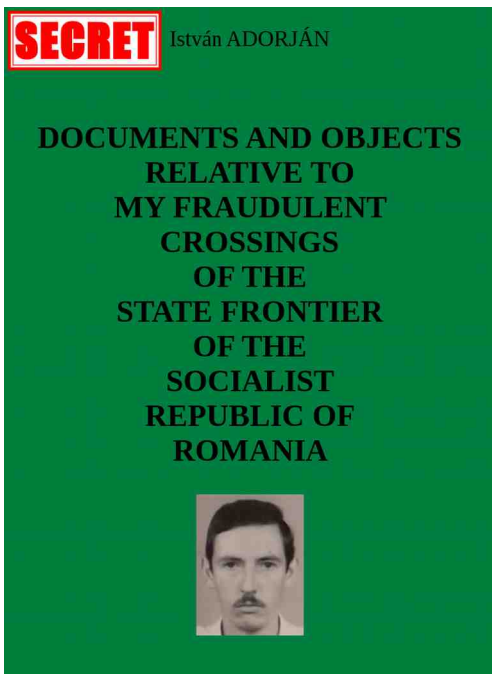 SECRET István ADORJÁN
DOCUMENTS AND OBJECTS
RELATIVE TO
MY FRAUDULENT
CROSSINGS
OF THE
STATE FRONTIER
OF THE
SOCIALIST
REPUBLIC OF
ROMANIA